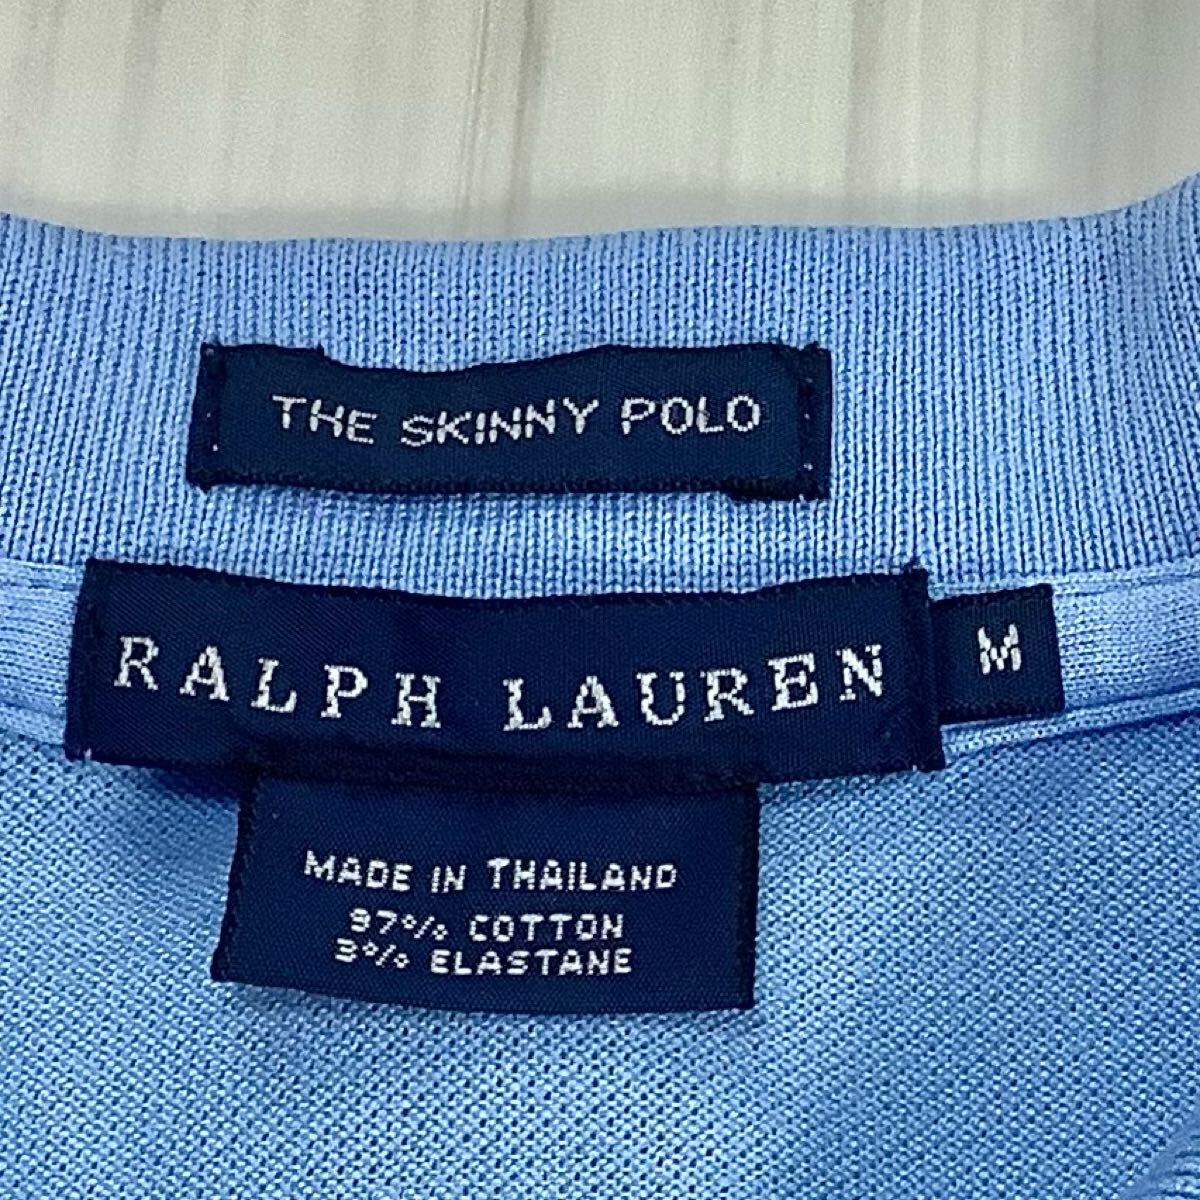 THE SKINNY POLO
RALPH LAUREN
M
MADE IN THAILAND
97% COTTON
3% ELASTANE